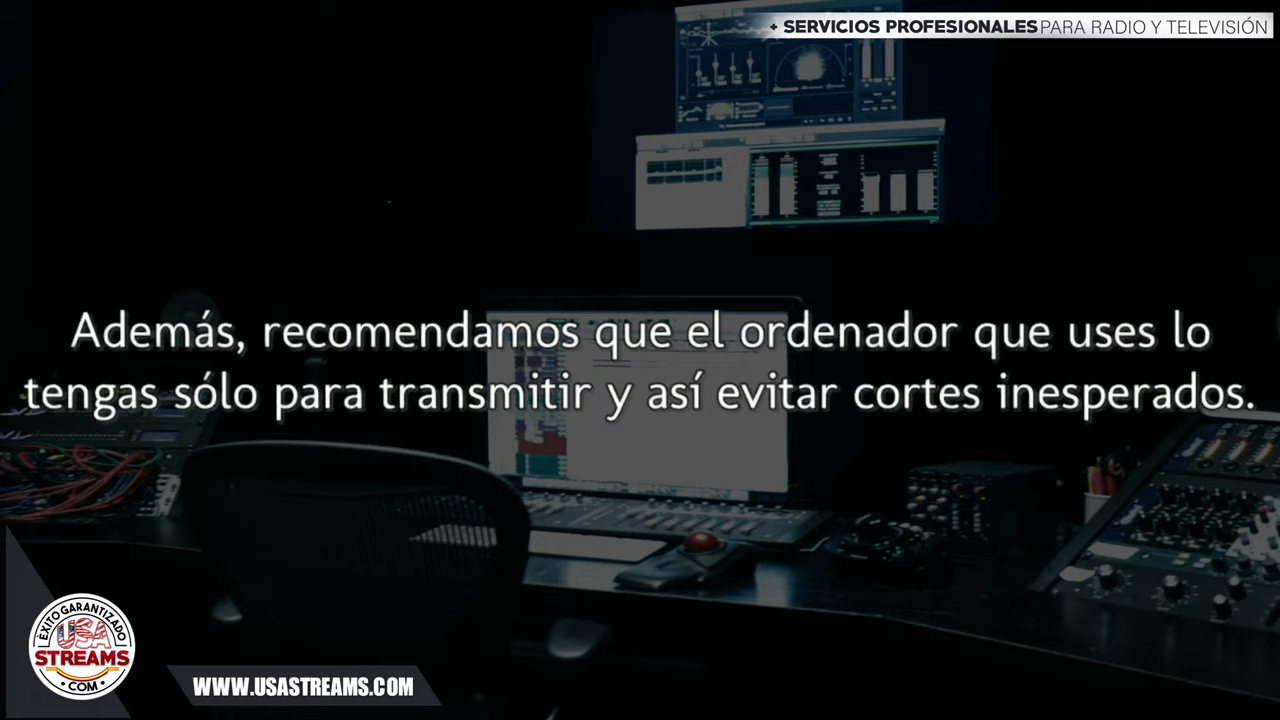 + SERVICIOS PROFESIONALES PARA RADIO Y TELEVISIÓN
Además, recomendamos que el ordenador que uses lo
tengas sólo para transmitir y así evitar cortes inesperados.
ÉXITO GARANTIZADO
USA
STREAMS
• COM •
WWW.USASTREAMS.COM